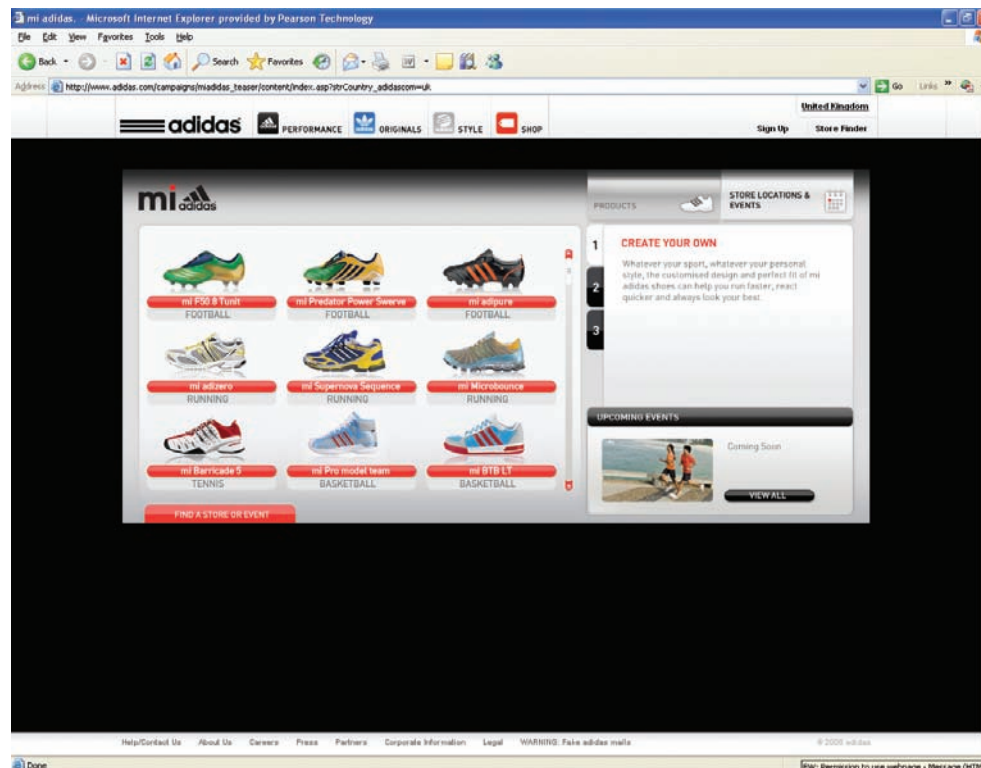 mi adidas. - Microsoft Internet Explorer provided by Pearson Technology
File Edit View Favorites Tools Help
Back Search Favorites
Address http://www.adidas.com/campaigns/miadidas_teaser/content/index.asp?strCountry_adidascom=uk Go Links
United Kingdom
adidas PERFORMANCE ORIGINALS STYLE SHOP Sign Up Store Finder
mi adidas
PRODUCTS
STORE LOCATIONS &
EVENTS
mi F50.8 Tunit
FOOTBALL
mi Predator Power Swerve
FOOTBALL
mi adipure
FOOTBALL
mi adizero
RUNNING
mi Supernova Sequence
RUNNING
mi Microbounce
RUNNING
mi Barricade 5
TENNIS
mi Pro model team
BASKETBALL
mi BTB LT
BASKETBALL
FIND A STORE OR EVENT
1
2
3
CREATE YOUR OWN
Whatever your sport, whatever your personal
style, the customised design and perfect fit of mi
adidas shoes can help you run faster, react
quicker and always look your best.
UPCOMING EVENTS
Coming Soon
VIEW ALL
Help/Contact Us About Us Careers Press Partners Corporate Information Legal WARNING: Fake adidas mails
adidas
Done
Permission to use webpage - Message (HTM